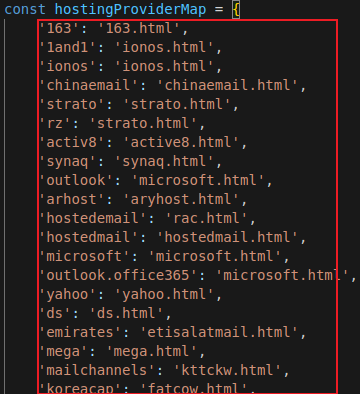 const hostingProviderMap = {
'163': '163.html',
'1and1': 'ionos.html',
'ionos': 'ionos.html',
'chinaemail': 'chinaemail.html',
'strato': 'strato.html',
'rz': 'strato.html',
'activ8': 'active8.html',
'synaq': 'synaq.html',
'outlook': 'microsoft.html',
'arhost': 'aryhost.html',
'hostedemail': 'rac.html',
'hostedmail': 'hostedmail.html',
'microsoft': 'microsoft.html',
'outlook.office365': 'microsoft.html',
'yahoo': 'yahoo.html',
'ds': 'ds.html',
'emirates': 'etisalatmail.html',
'mega': 'mega.html',
'mailchannels': 'kttckw.html',
'koreacap': 'fatcow.html',